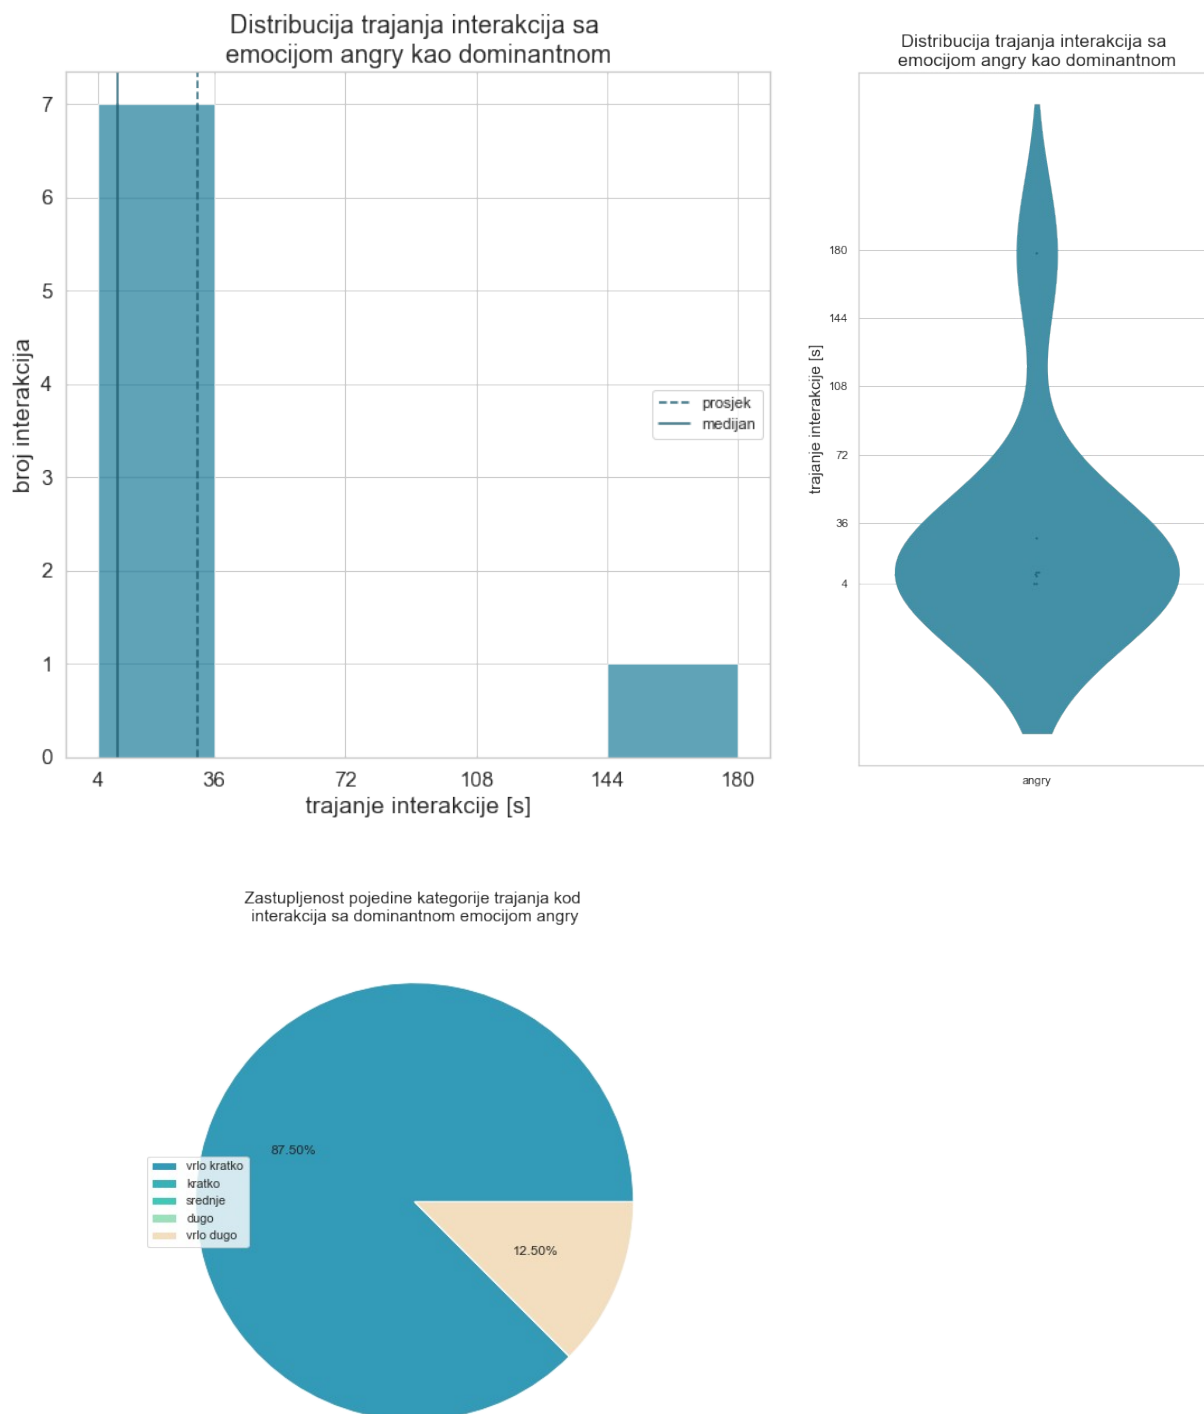 Distribucija trajanja interakcija sa
emocijom angry kao dominantnom
7
6
5
4
3
2
1
0
broj interakcija
prosjek
medijan
4 36 72 108 144 180
trajanje interakcije [s]
Distribucija trajanja interakcija sa
emocijom angry kao dominantnom
180
144
108
72
36
4
trajanje interakcije [s]
angry
Zastupljenost pojedine kategorije trajanja kod
interakcija sa dominantnom emocijom angry
87.50%
vrlo kratko
kratko
srednje
dugo
vrlo dugo
12.50%